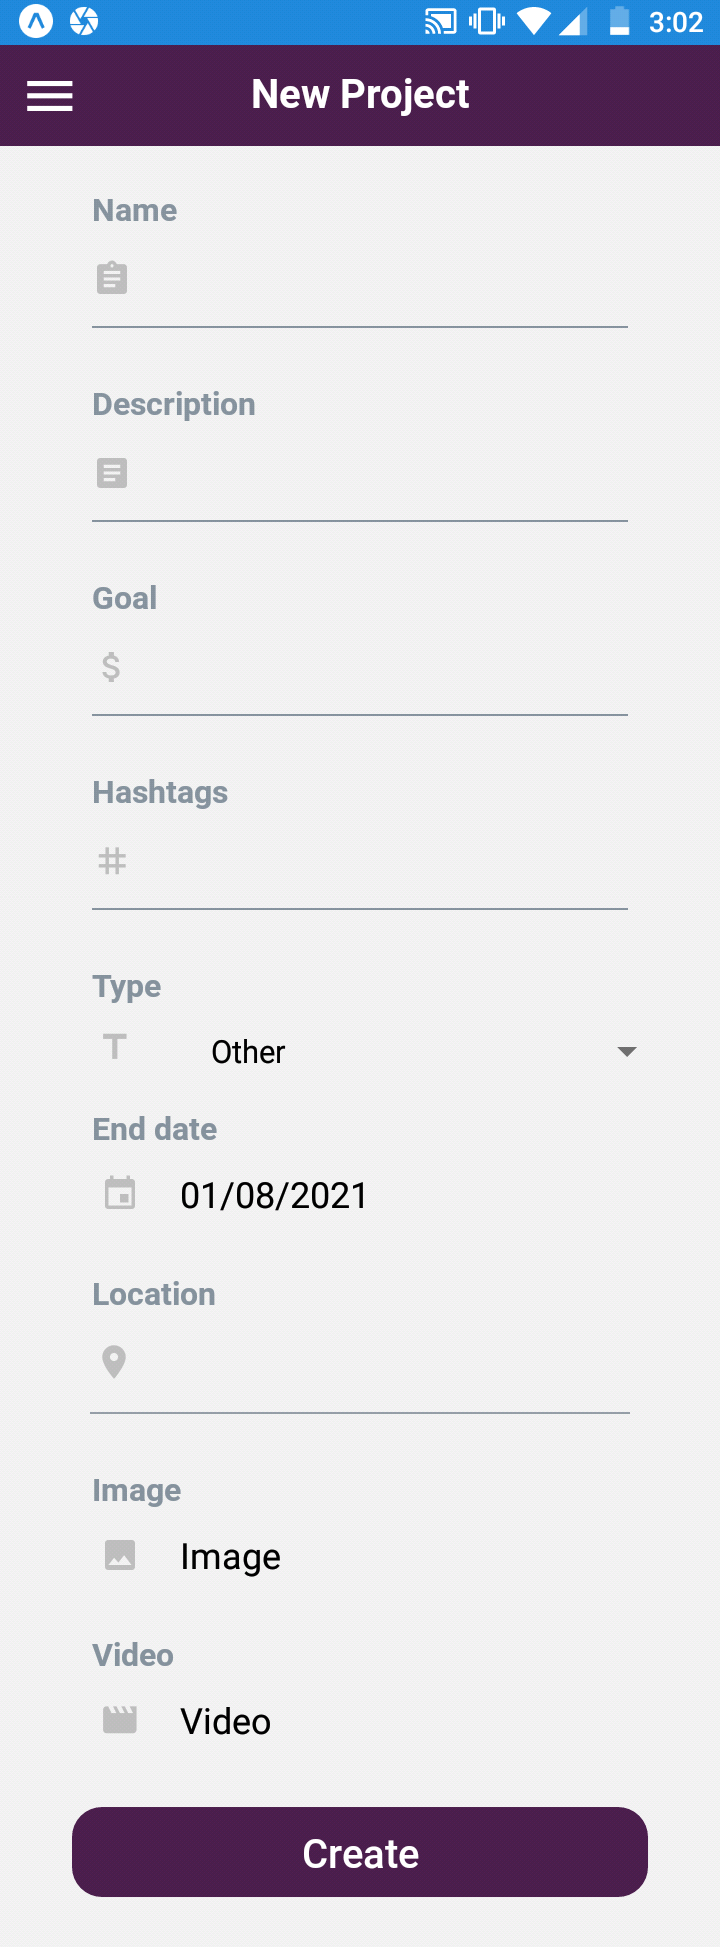 3:02
New Project
Name
Description
Goal
$
Hashtags
#
Type
Other
End date
01/08/2021
Location
Image
Image
Video
Video
Create